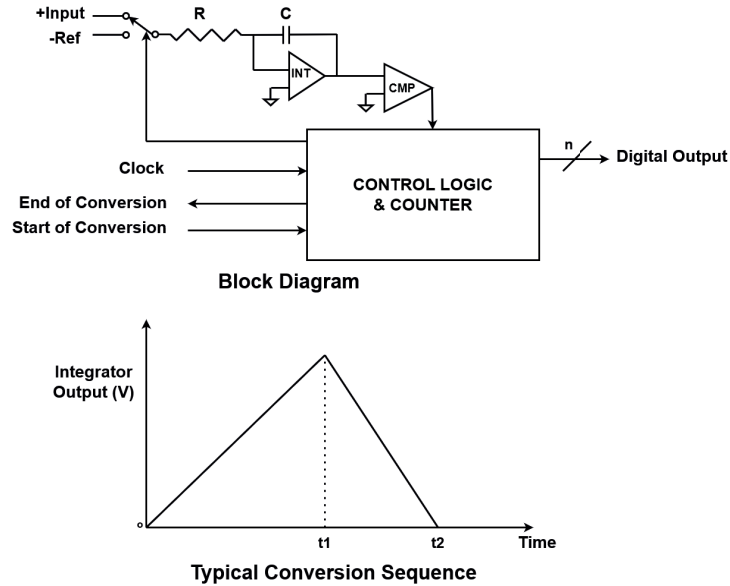 +Input
-Ref
R
C
INT
CMP
Clock
End of Conversion
Start of Conversion
CONTROL LOGIC
& COUNTER
n
Digital Output
Block Diagram
Integrator
Output (V)
o
t1
t2
Time
Typical Conversion Sequence